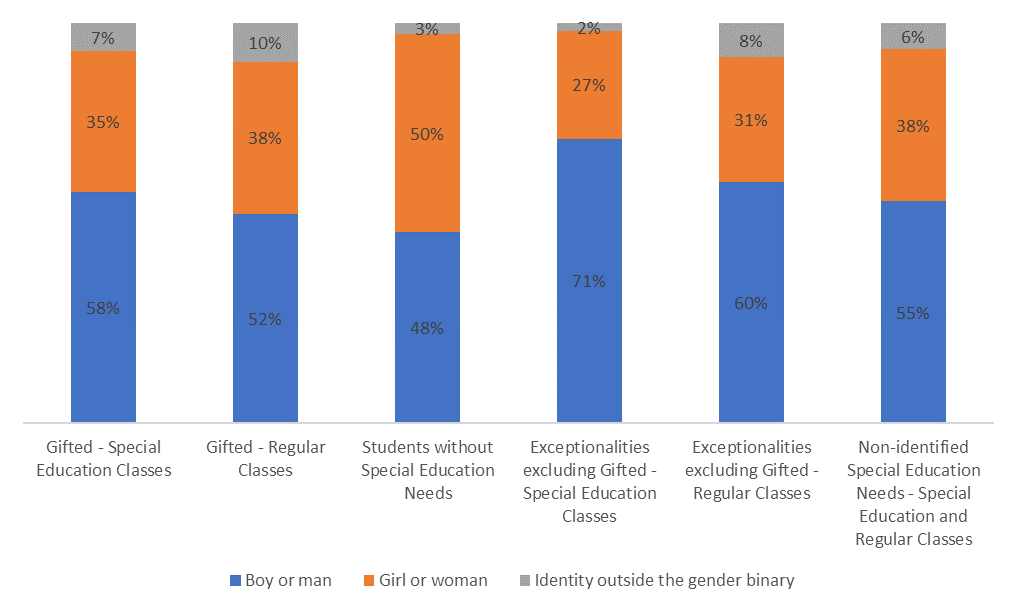 7%
10%
3%
2%
8%
6%
35%
38%
50%
27%
31%
38%
58%
52%
48%
71%
60%
55%
Gifted - Special
Education Classes
Gifted - Regular
Classes
Students without
Special Education
Needs
Exceptionalities
excluding Gifted -
Special Education
Classes
Exceptionalities
excluding Gifted -
Regular Classes
Non-identified
Special Education
Needs - Special
Education and
Regular Classes
Boy or man
Girl or woman
Identity outside the gender binary